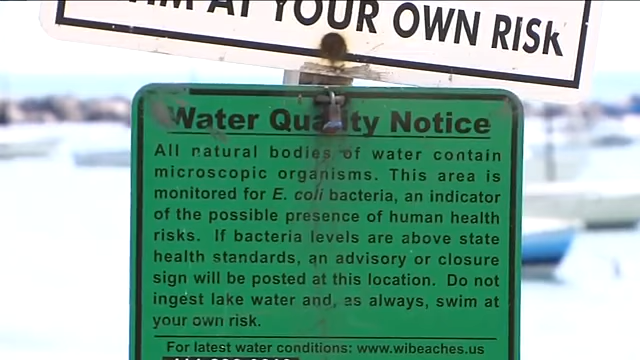 AT YOUR OWN RISK
Water Quality Notice
All natural bodies of water contain
microscopic organisms. This area is
monitored for E. coli bacteria, an indicator
of the possible presence of human health
risks. If bacteria levels are above state
health standards, an advisory or closure
sign will be posted at this location. Do not
ingest lake water and, as always, swim at
your own risk.
For latest water conditions: www.wibeaches.us